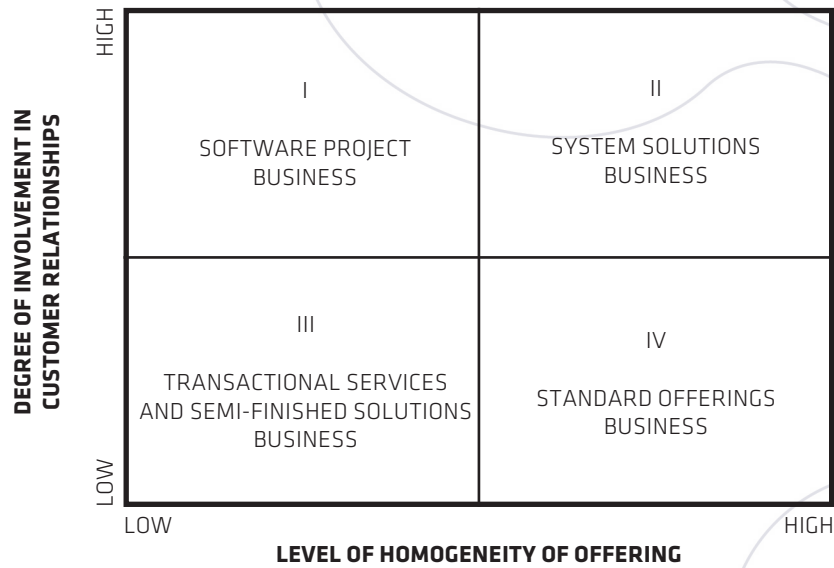 HIGH
DEGREE OF INVOLVEMENT IN
CUSTOMER RELATIONSHIPS
LOW
I
SOFTWARE PROJECT
BUSINESS
II
SYSTEM SOLUTIONS
BUSINESS
III
TRANSACTIONAL SERVICES
AND SEMI-FINISHED SOLUTIONS
BUSINESS
IV
STANDARD OFFERINGS
BUSINESS
LOW
HIGH
LEVEL OF HOMOGENEITY OF OFFERING